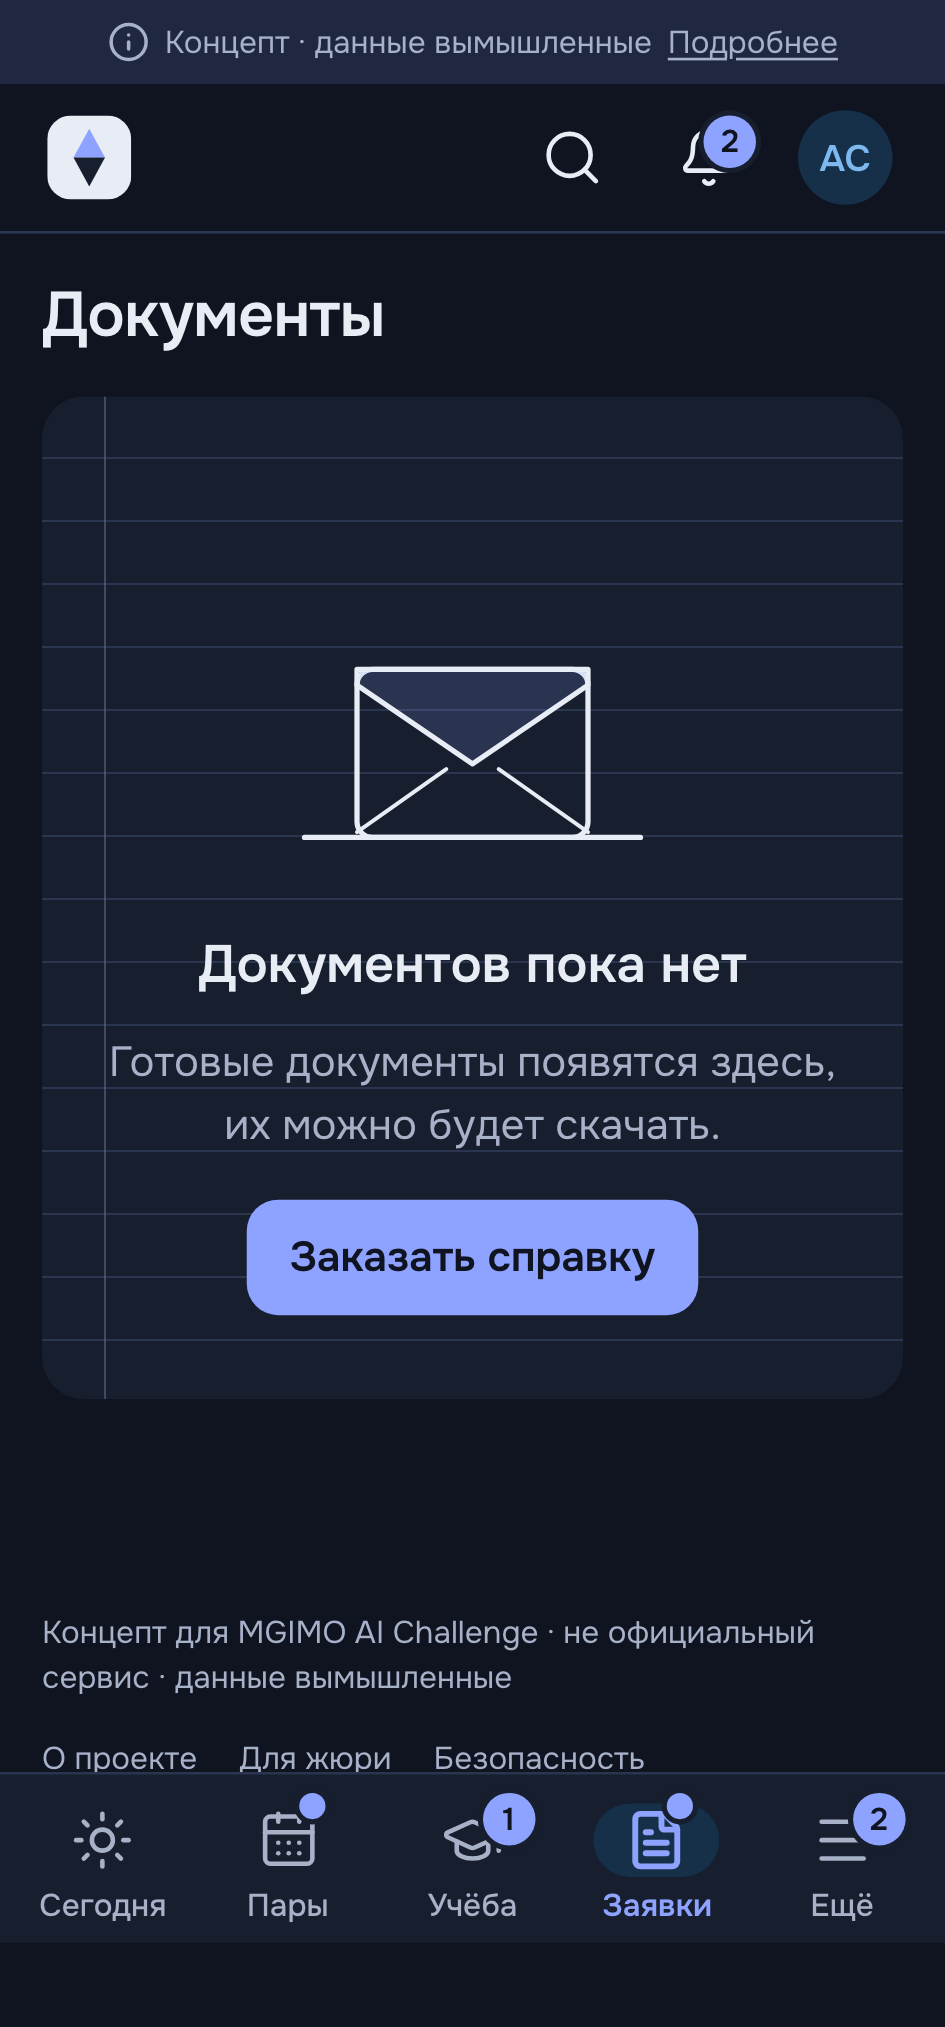 Концепт · данные вымышленные Подробнее
2
АС
Документы
Документов пока нет
Готовые документы появятся здесь,
их можно будет скачать.
Заказать справку
Концепт для MGIMO AI Challenge · не официальный
сервис · данные вымышленные
О проекте Для жюри Безопасность
1
2
Сегодня Пары Учёба Заявки Ещё